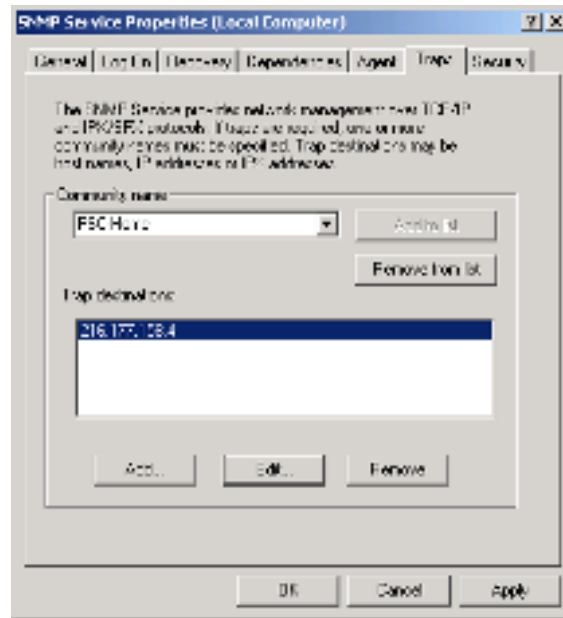 SNMP Service Properties (Local Computer)
General Log On Recovery Dependencies Agent Traps Security
The SNMP Service provides network management over TCP/IP
and IPX/SPX protocols. If traps are required, one or more
community names must be specified. Trap destinations may be
host names, IP addresses or IPX addresses.
Community name
Add to list
Remove from list
Trap destinations:
Add... Edit... Remove
OK Cancel Apply